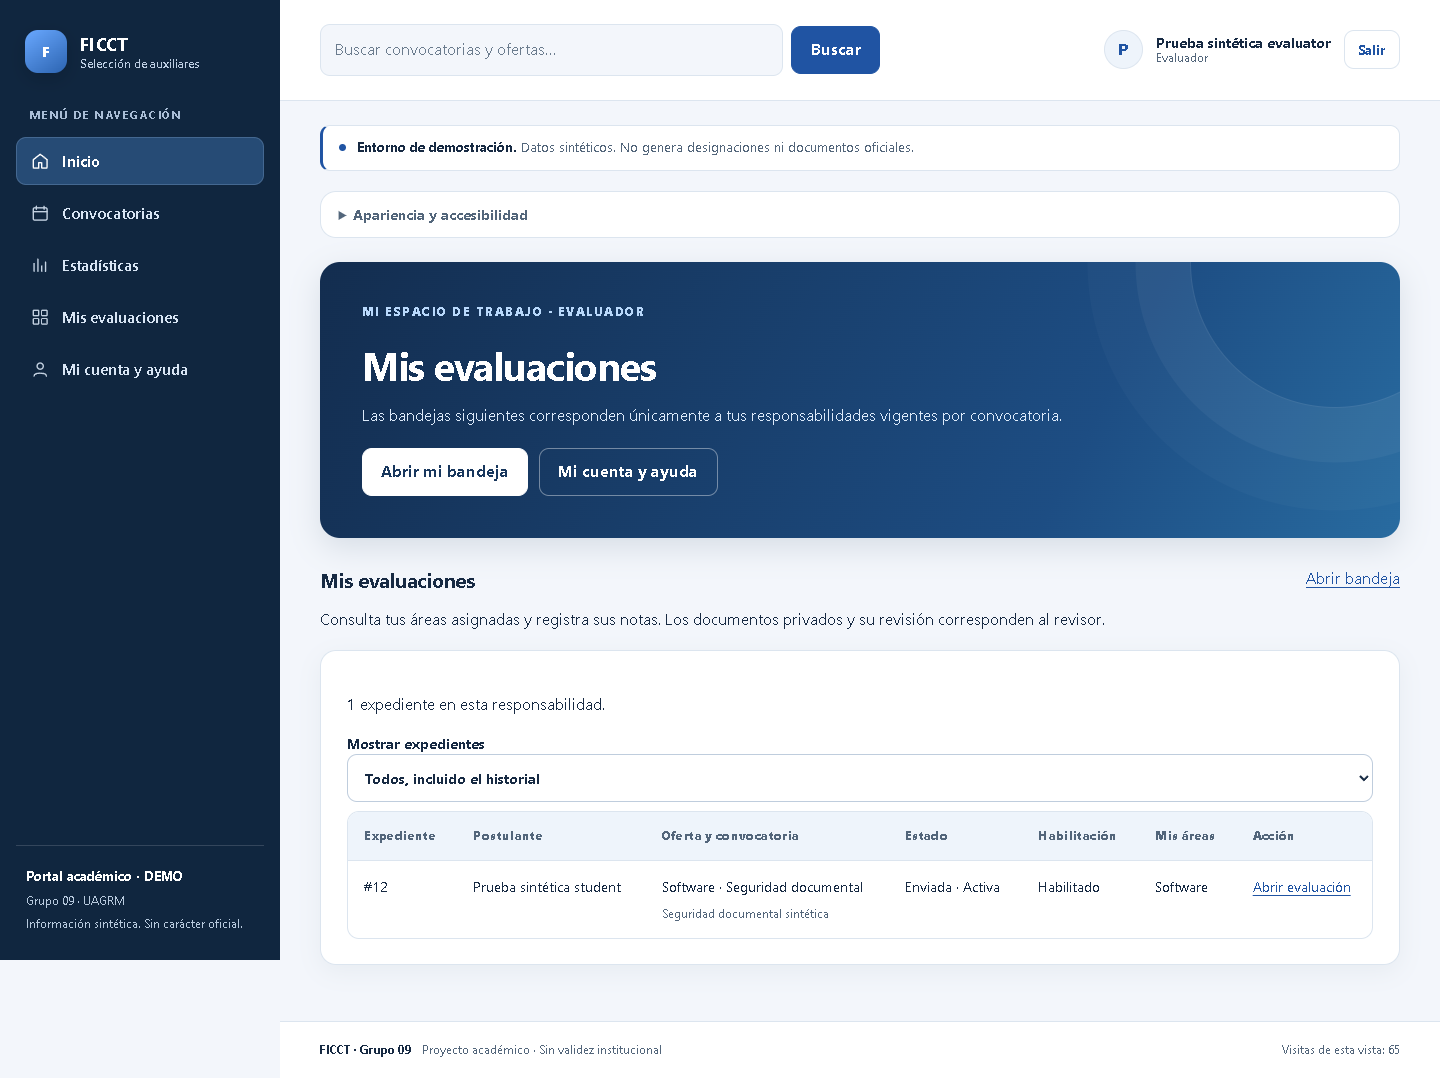 F
FICCT
Selección de auxiliares
MENÚ DE NAVEGACIÓN
Inicio
Convocatorias
Estadísticas
Mis evaluaciones
Mi cuenta y ayuda
Portal académico · DEMO
Grupo 09 · UAGRM
Información sintética. Sin carácter oficial.
Buscar convocatorias y ofertas...
Buscar
P
Prueba sintética evaluator
Evaluador
Salir
Entorno de demostración. Datos sintéticos. No genera designaciones ni documentos oficiales.
Apariencia y accesibilidad
MI ESPACIO DE TRABAJO · EVALUADOR
Mis evaluaciones
Las bandejas siguientes corresponden únicamente a tus responsabilidades vigentes por convocatoria.
Abrir mi bandeja
Mi cuenta y ayuda
Mis evaluaciones
Abrir bandeja
Consulta tus áreas asignadas y registra sus notas. Los documentos privados y su revisión corresponden al revisor.
1 expediente en esta responsabilidad.
Mostrar expedientes
Todos, incluido el historial
Expediente Postulante Oferta y convocatoria Estado Habilitación Mis áreas Acción
#12 Prueba sintética student Software · Seguridad documental Enviada · Activa Habilitado Software Abrir evaluación
Seguridad documental sintética
FICCT · Grupo 09 Proyecto académico · Sin validez institucional
Visitas de esta vista: 65